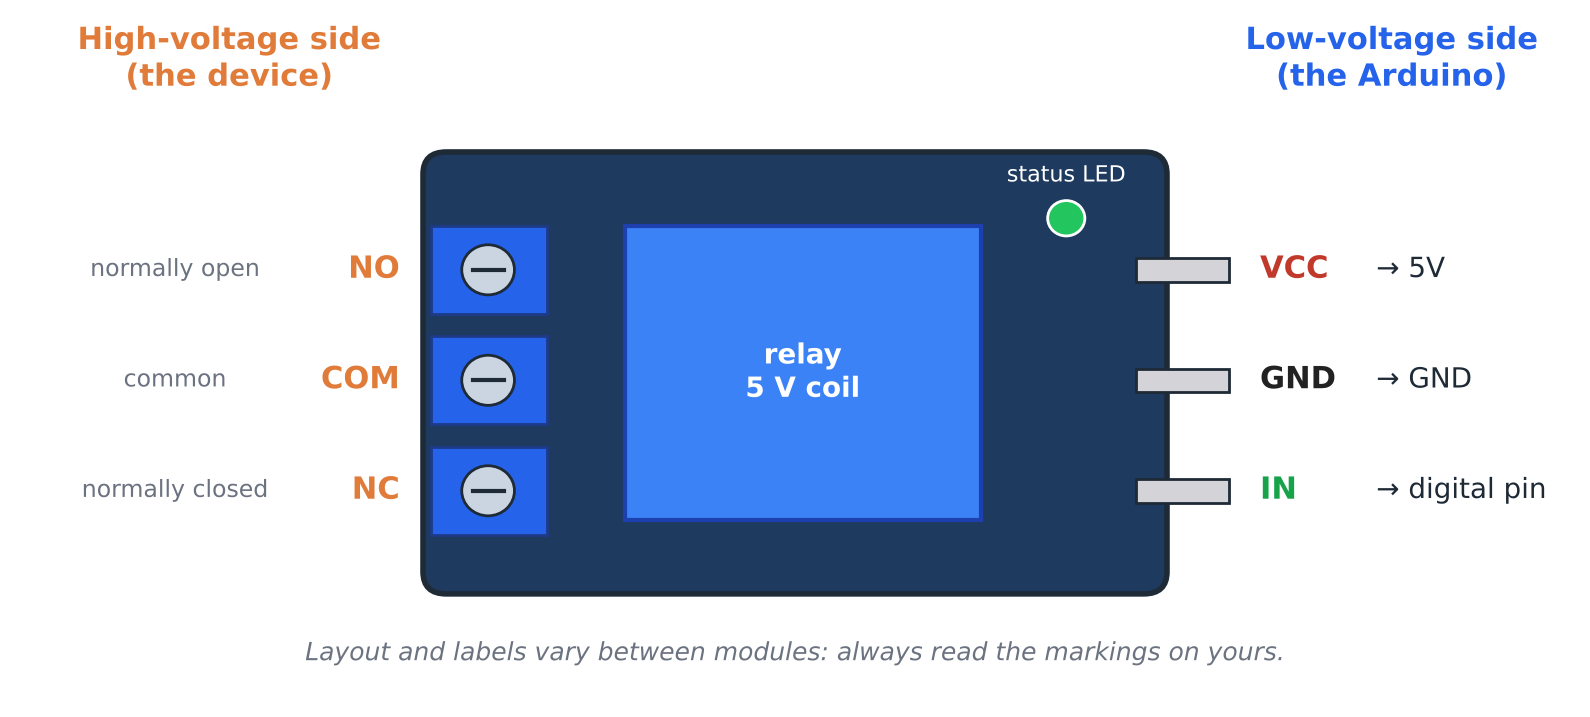 High-voltage side
(the device)
Low-voltage side
(the Arduino)
status LED
normally open NO
VCC → 5V
relay
5 V coil
common COM
GND → GND
normally closed NC
IN → digital pin
Layout and labels vary between modules: always read the markings on yours.